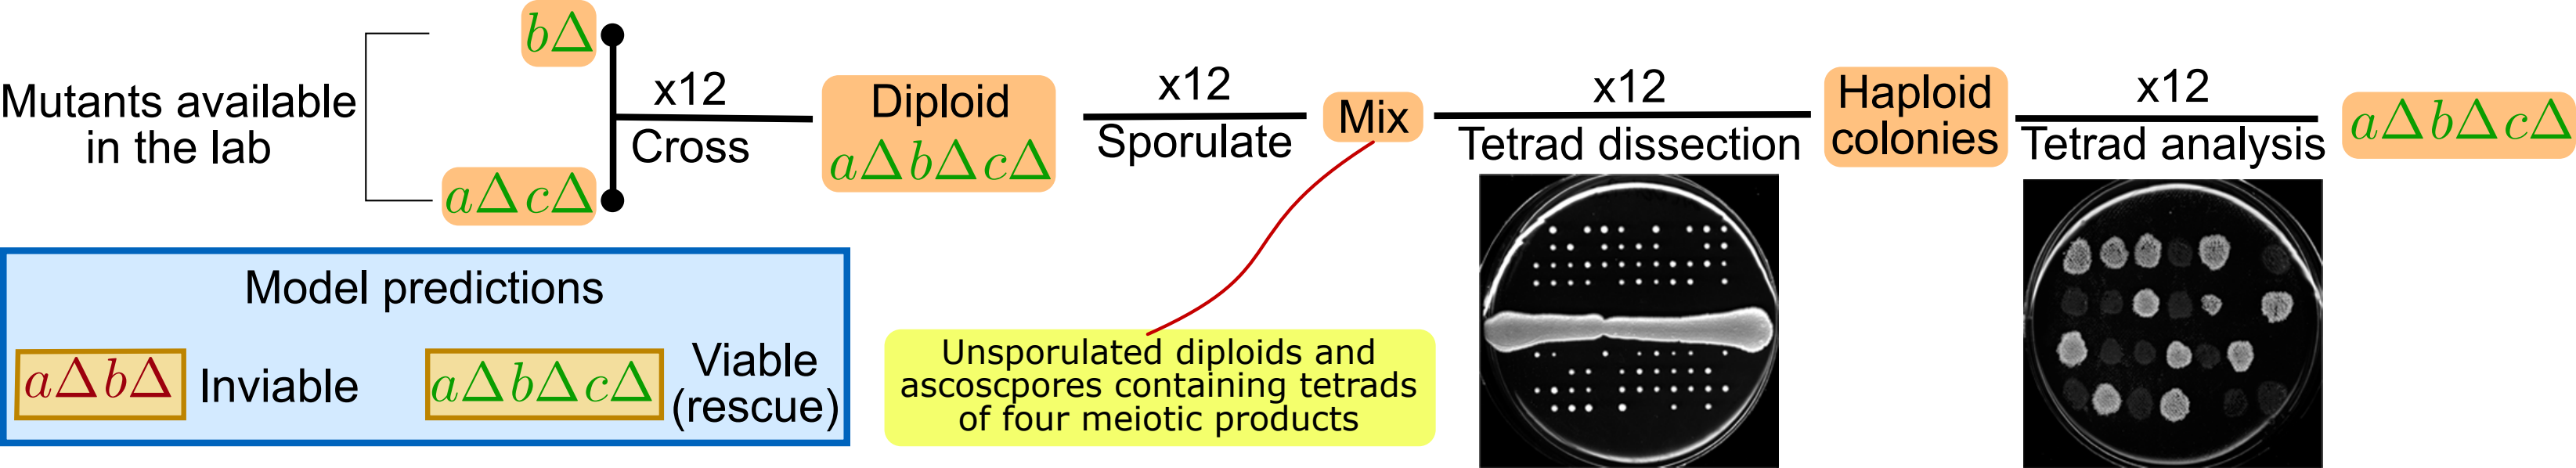 Mutants available
in the lab
bΔ
aΔcΔ
x12
Cross
Diploid
aΔbΔcΔ
x12
Sporulate
Mix
x12
Tetrad dissection
Haploid
colonies
x12
Tetrad analysis
aΔbΔcΔ
Model predictions
aΔbΔ
Inviable
aΔbΔcΔ
Viable
(rescue)
Unsporulated diploids and
ascoscpores containing tetrads
of four meiotic products